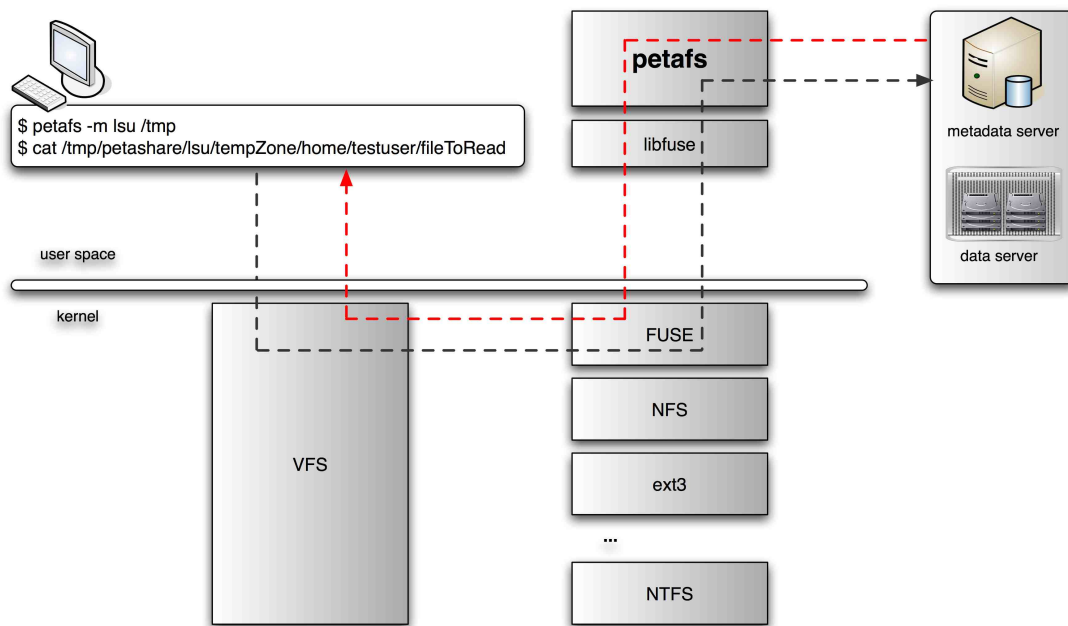 $ petafs -m lsu /tmp
$ cat /tmp/petashare/lsu/tempZone/home/testuser/fileToRead
petafs
libfuse
metadata server
data server
user space
kernel
VFS
FUSE
NFS
ext3
...
NTFS